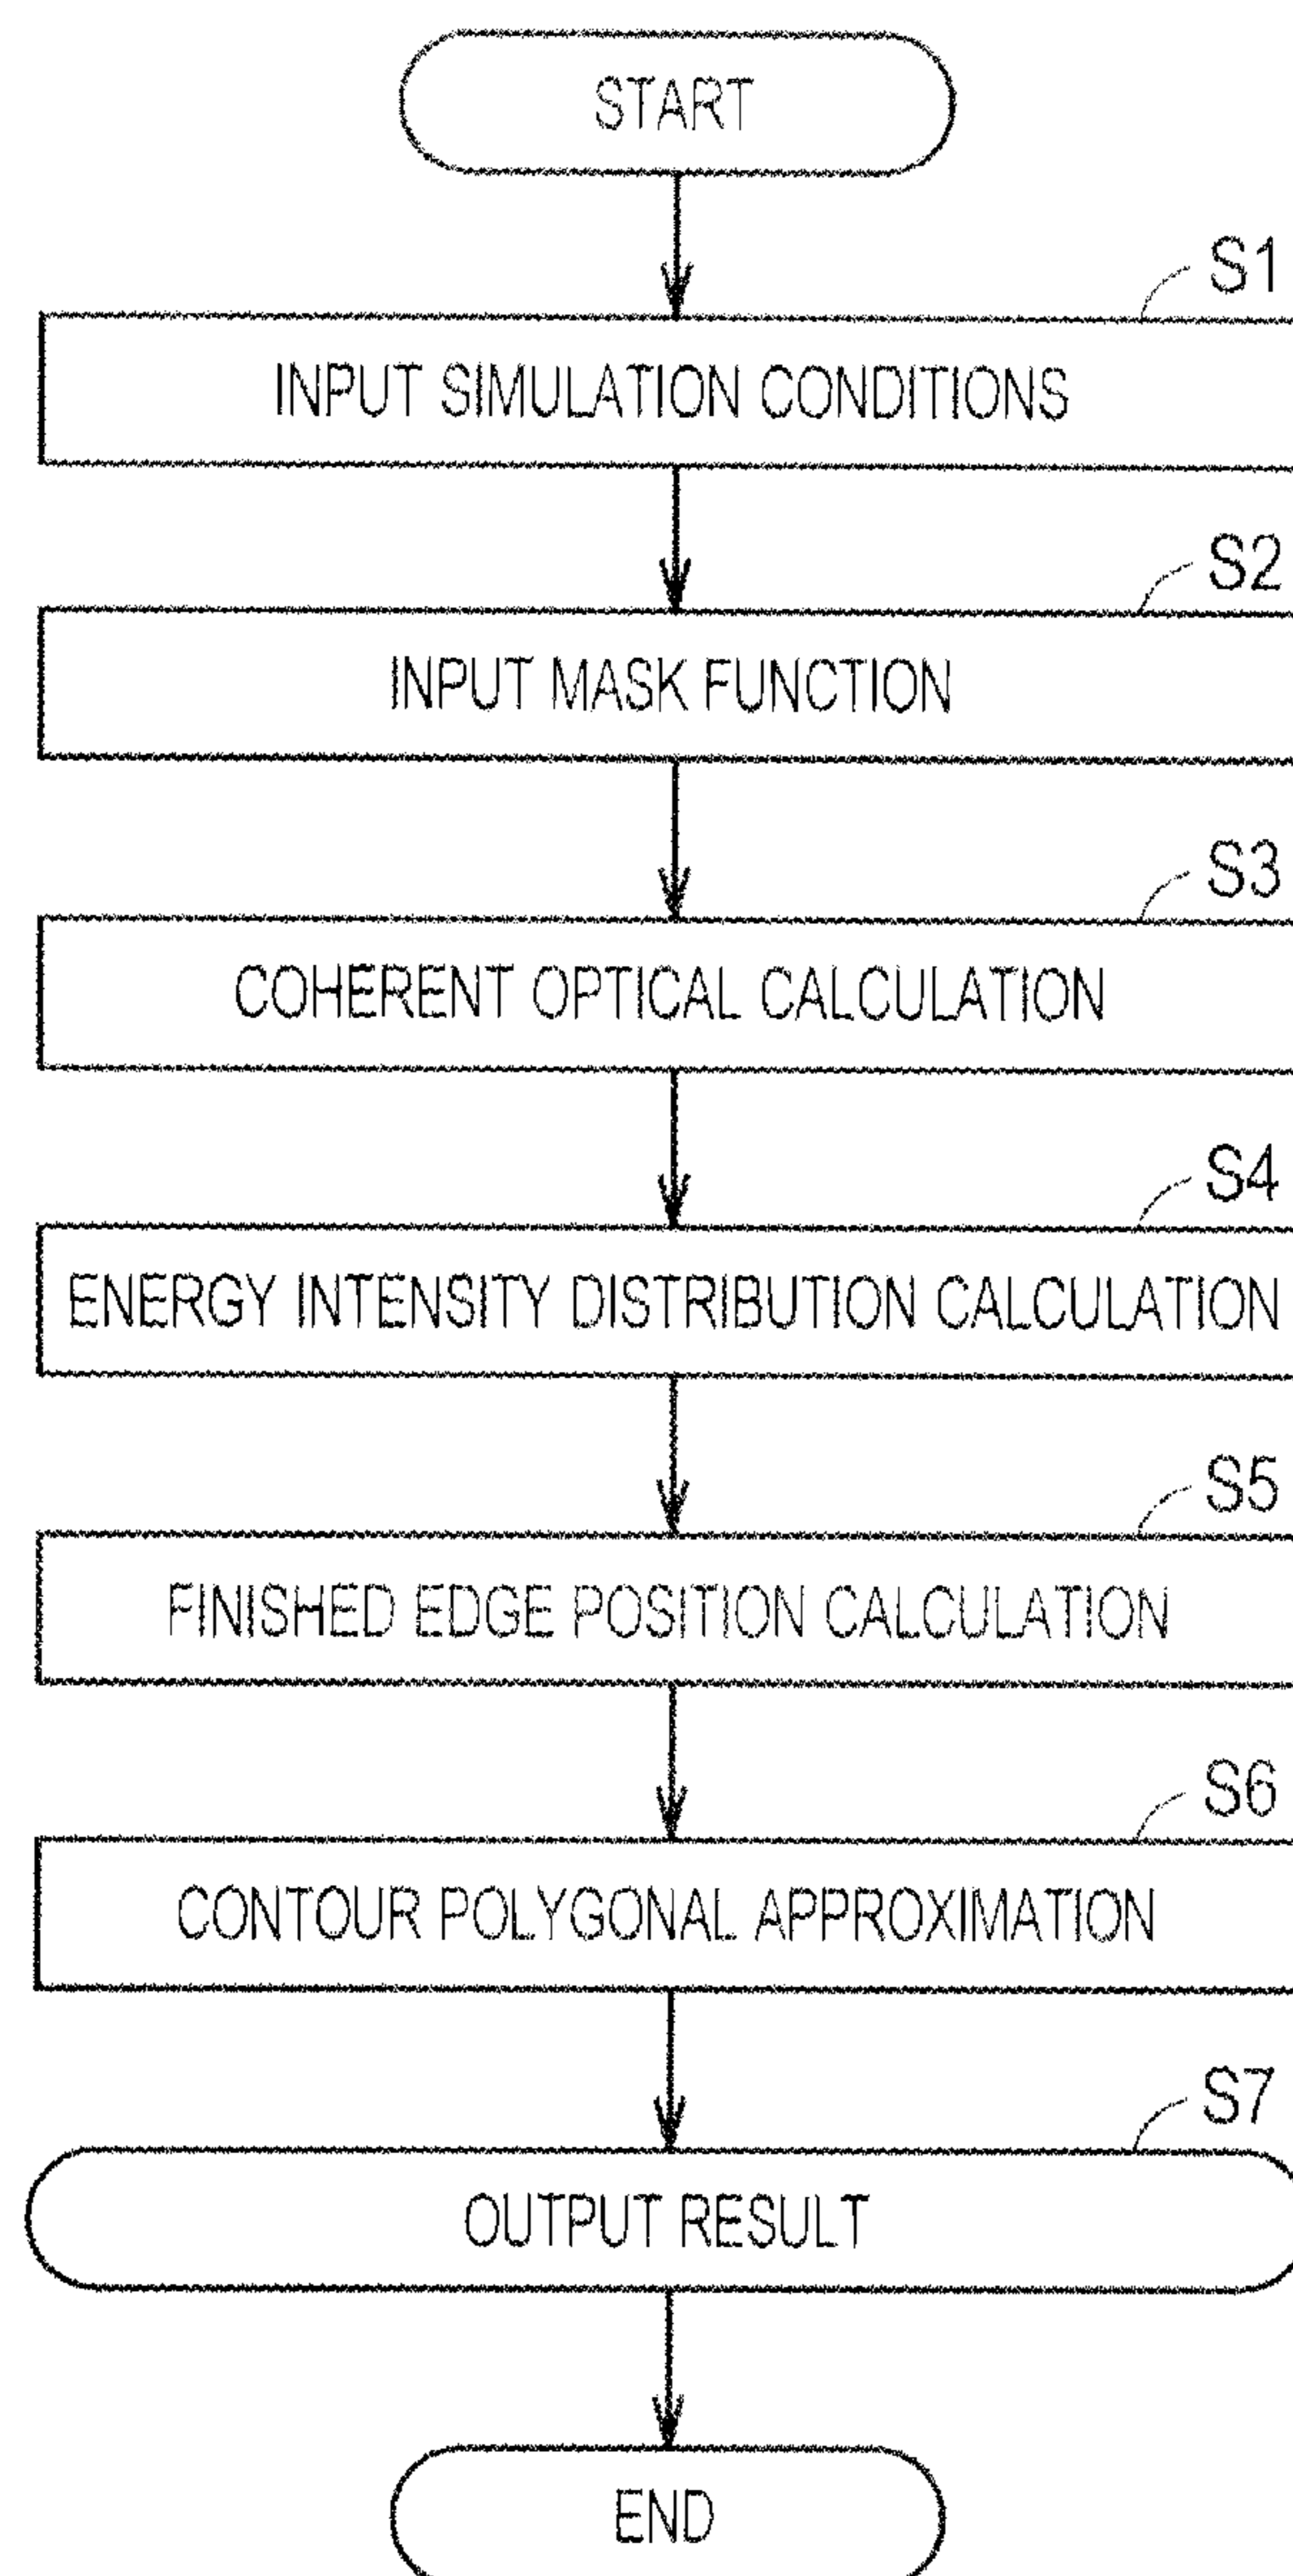 START
S1
INPUT SIMULATION CONDITIONS
S2
INPUT MASK FUNCTION
S3
COHERENT OPTICAL CALCULATION
S4
ENERGY INTENSITY DISTRIBUTION CALCULATION
S5
FINISHED EDGE POSITION CALCULATION
S6
CONTOUR POLYGONAL APPROXIMATION
S7
OUTPUT RESULT
END